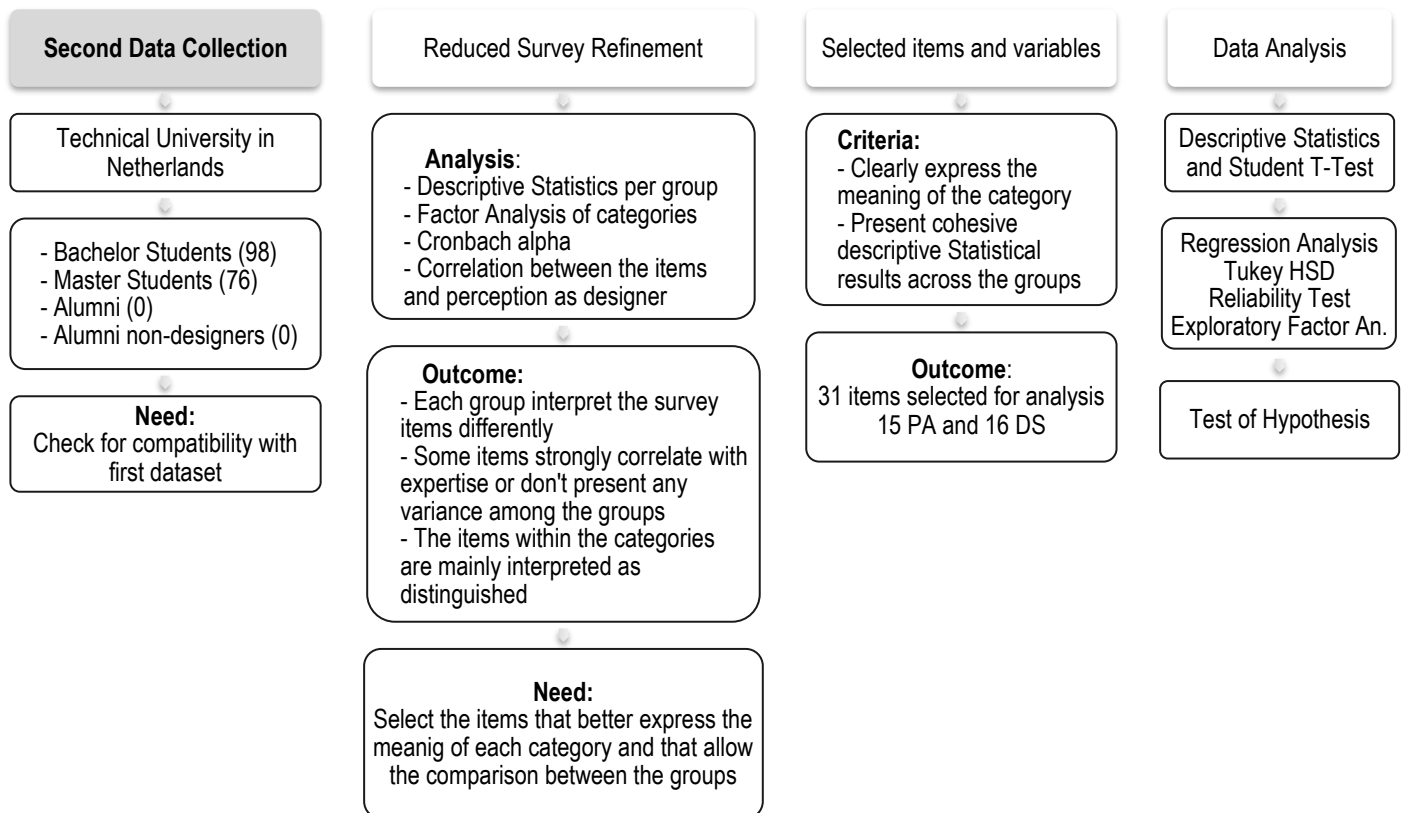 Second Data Collection
Technical University in
Netherlands
- Bachelor Students (98)
- Master Students (76)
- Alumni (0)
- Alumni non-designers (0)
Need:
Check for compatibility with
first dataset
Reduced Survey Refinement
Analysis:
- Descriptive Statistics per group
- Factor Analysis of categories
- Cronbach alpha
- Correlation between the items
and perception as designer
Outcome:
- Each group interpret the survey
items differently
- Some items strongly correlate with
expertise or don't present any
variance among the groups
- The items within the categories
are mainly interpreted as
distinguished
Need:
Select the items that better express the
meanig of each category and that allow
the comparison between the groups
Selected items and variables
Criteria:
- Clearly express the
meaning of the category
- Present cohesive
descriptive Statistical
results across the groups
Outcome:
31 items selected for analysis
15 PA and 16 DS
Data Analysis
Descriptive Statistics
and Student T-Test
Regression Analysis
Tukey HSD
Reliability Test
Exploratory Factor An.
Test of Hypothesis